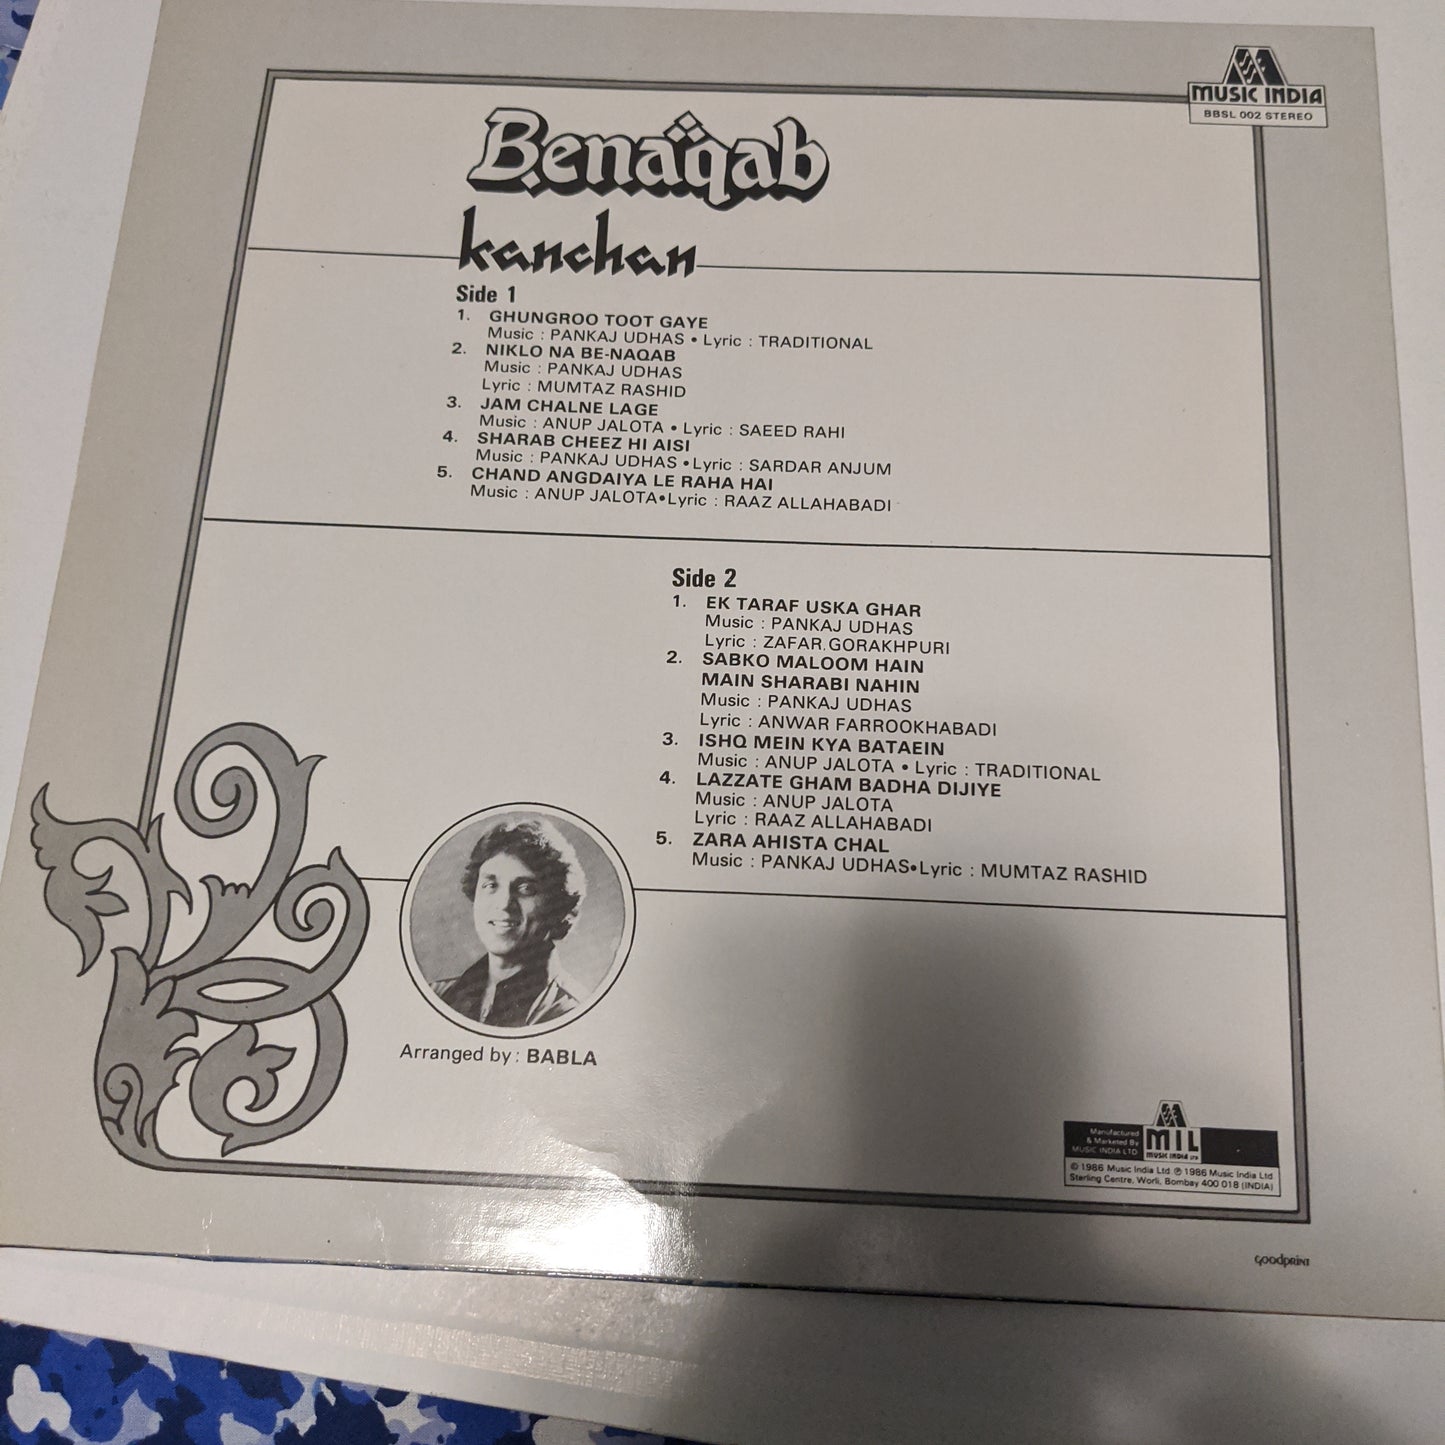 MUSIC INDIA
BBSL 002 STEREO
Benaqab
kanchan
Side 1
1. GHUNGROO TOOT GAYE
Music : PANKAJ UDHAS • Lyric : TRADITIONAL
2. NIKLO NA BE-NAQAB
Music : PANKAJ UDHAS
Lyric : MUMTAZ RASHID
3. JAM CHALNE LAGE
Music : ANUP JALOTA • Lyric : SAEED RAHI
4. SHARAB CHEEZ HI AISI
Music : PANKAJ UDHAS • Lyric : SARDAR ANJUM
5. CHAND ANGDAIYA LE RAHA HAI
Music : ANUP JALOTA•Lyric : RAAZ ALLAHABADI
Side 2
1. EK TARAF USKA GHAR
Music : PANKAJ UDHAS
Lyric : ZAFAR GORAKHPURI
2. SABKO MALOOM HAIN
MAIN SHARABI NAHIN
Music : PANKAJ UDHAS
Lyric : ANWAR FARROOKHABADI
3. ISHQ MEIN KYA BATAEIN
Music : ANUP JALOTA • Lyric : TRADITIONAL
4. LAZZATE GHAM BADHA DIJIYE
Music : ANUP JALOTA
Lyric : RAAZ ALLAHABADI
5. ZARA AHISTA CHAL
Music : PANKAJ UDHAS•Lyric : MUMTAZ RASHID
Arranged by : BABLA
Manufactured
& Marketed By
MUSIC INDIA LTD
MIL
MUSIC INDIA LTD
© 1986 Music India Ltd ℗ 1986 Music India Ltd
Sterling Centre, Worli, Bombay 400 018 (INDIA)
GOODPRINT